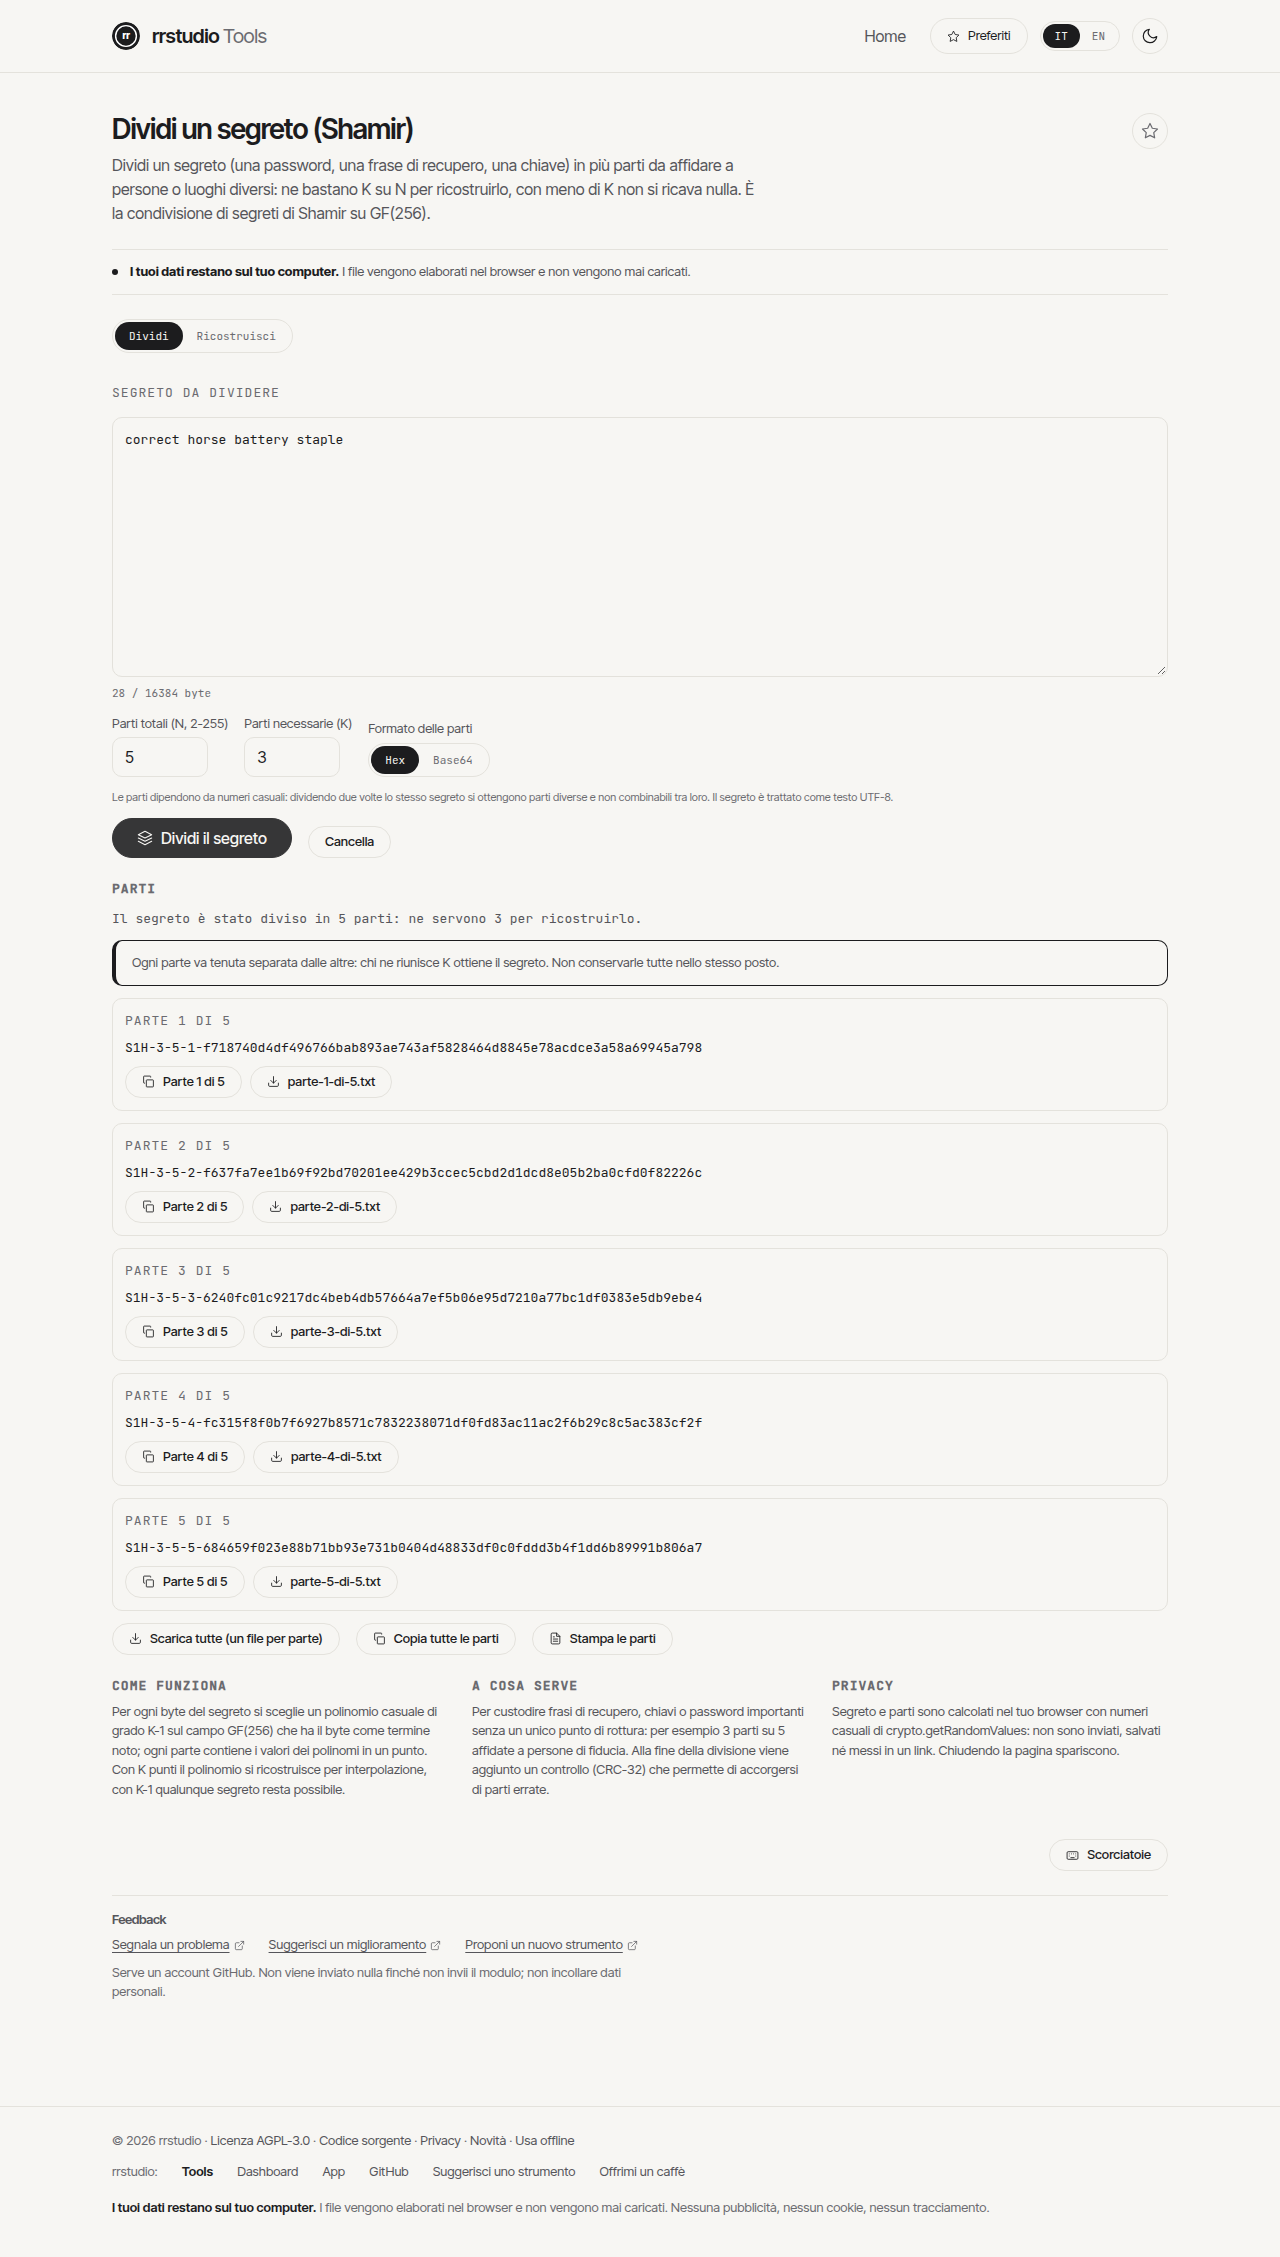 rr rrstudio Tools
Home
Preferiti
IT EN
Dividi un segreto (Shamir)
Dividi un segreto (una password, una frase di recupero, una chiave) in più parti da affidare a
persone o luoghi diversi: ne bastano K su N per ricostruirlo, con meno di K non si ricava nulla. È
la condivisione di segreti di Shamir su GF(256).
I tuoi dati restano sul tuo computer. I file vengono elaborati nel browser e non vengono mai caricati.
Dividi Ricostruisci
SEGRETO DA DIVIDERE
correct horse battery staple
28 / 16384 byte
Parti totali (N, 2-255) Parti necessarie (K) Formato delle parti
5 3 Hex Base64
Le parti dipendono da numeri casuali: dividendo due volte lo stesso segreto si ottengono parti diverse e non combinabili tra loro. Il segreto è trattato come testo UTF-8.
Dividi il segreto Cancella
PARTI
Il segreto è stato diviso in 5 parti: ne servono 3 per ricostruirlo.
Ogni parte va tenuta separata dalle altre: chi ne riunisce K ottiene il segreto. Non conservarle tutte nello stesso posto.
PARTE 1 DI 5
S1H-3-5-1-f718740d4df496766bab893ae743af5828464d8845e78acdce3a58a69945a798
Parte 1 di 5 parte-1-di-5.txt
PARTE 2 DI 5
S1H-3-5-2-f637fa7ee1b69f92bd70201ee429b3ccec5cbd2d1dcd8e05b2ba0cfd0f82226c
Parte 2 di 5 parte-2-di-5.txt
PARTE 3 DI 5
S1H-3-5-3-6240fc01c9217dc4beb4db57664a7ef5b06e95d7210a77bc1df0383e5db9ebe4
Parte 3 di 5 parte-3-di-5.txt
PARTE 4 DI 5
S1H-3-5-4-fc315f8f0b7f6927b8571c7832238071df0fd83ac11ac2f6b29c8c5ac383cf2f
Parte 4 di 5 parte-4-di-5.txt
PARTE 5 DI 5
S1H-3-5-5-684659f023e88b71bb93e731b0404d48833df0c0fddd3b4f1dd6b89991b806a7
Parte 5 di 5 parte-5-di-5.txt
Scarica tutte (un file per parte) Copia tutte le parti Stampa le parti
COME FUNZIONA
Per ogni byte del segreto si sceglie un polinomio casuale di
grado K-1 sul campo GF(256) che ha il byte come termine
noto; ogni parte contiene i valori dei polinomi in un punto.
Con K punti il polinomio si ricostruisce per interpolazione,
con K-1 qualunque segreto resta possibile.
A COSA SERVE
Per custodire frasi di recupero, chiavi o password importanti
senza un unico punto di rottura: per esempio 3 parti su 5
affidate a persone di fiducia. Alla fine della divisione viene
aggiunto un controllo (CRC-32) che permette di accorgersi
di parti errate.
PRIVACY
Segreto e parti sono calcolati nel tuo browser con numeri
casuali di crypto.getRandomValues: non sono inviati, salvati
né messi in un link. Chiudendo la pagina spariscono.
Scorciatoie
Feedback
Segnala un problema Suggerisci un miglioramento Proponi un nuovo strumento
Serve un account GitHub. Non viene inviato nulla finché non invii il modulo; non incollare dati
personali.
© 2026 rrstudio · Licenza AGPL-3.0 · Codice sorgente · Privacy · Novità · Usa offline
rrstudio: Tools Dashboard App GitHub Suggerisci uno strumento Offrimi un caffè
I tuoi dati restano sul tuo computer. I file vengono elaborati nel browser e non vengono mai caricati. Nessuna pubblicità, nessun cookie, nessun tracciamento.